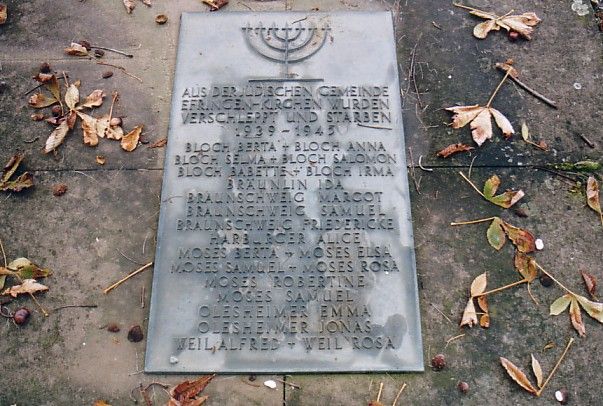 AUS DER JÜDISCHEN GEMEINDE
EFRINGEN-KIRCHEN WURDEN
VERSCHLEPPT UND STARBEN
1939-1945
BLOCH BERTA + BLOCH ANNA
BLOCH SELMA + BLOCH SALOMON
BLOCH BABETTE + BLOCH IRMA
BRÄUNLIN IDA
BRAUNSCHWEIG MARGOT
BRAUNSCHWEIG SAMUEL
BRAUNSCHWEIG FRIEDERICKE
HARBURGER ALICE
MOSES BERTA + MOSES ELSA
MOSES SAMUEL + MOSES ROSA
MOSES ROBERTINE
MOSES SAMUEL
OLESHEIMER EMMA
OLESHEIMER JONAS
WEIL ALFRED + WEIL ROSA